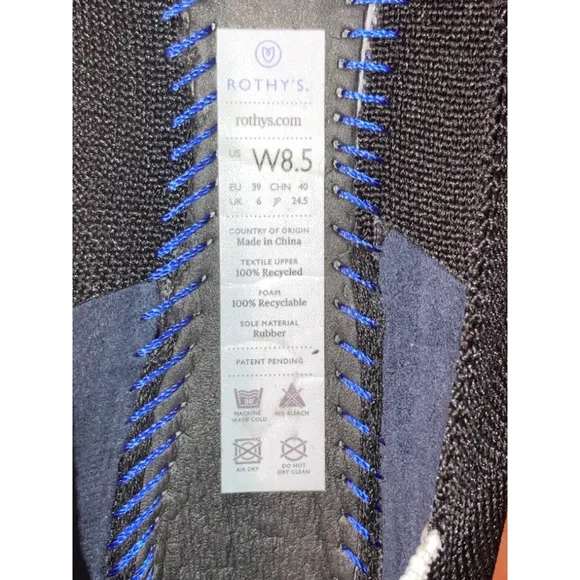 ROTHY'S.
rothys.com
US W8.5
EU 39 CHN 40
UK 6 JP 24.5
COUNTRY OF ORIGIN
Made in China
TEXTILE UPPER
100% Recycled
FOAM
100% Recyclable
SOLE MATERIAL
Rubber
PATENT PENDING
30
MACHINE WASH COLD
NO BLEACH
AIR DRY
DO NOT DRY CLEAN